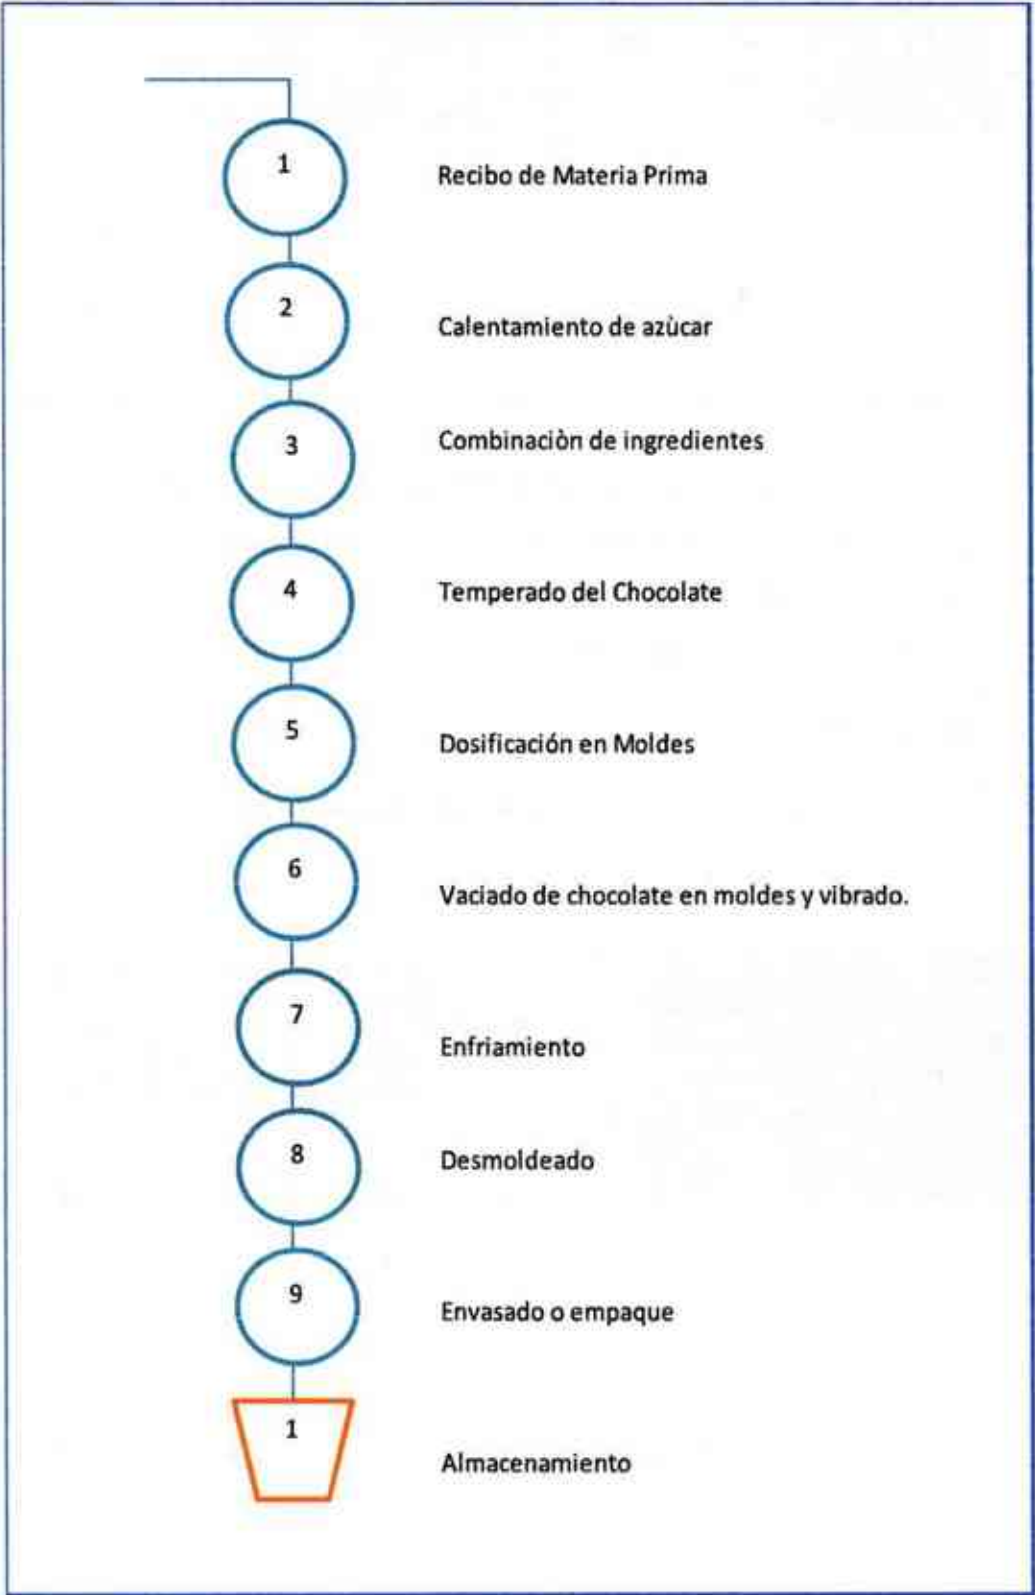 1
Recibo de Materia Prima
2
Calentamiento de azùcar
3
Combinaciòn de ingredientes
4
Temperado del Chocolate
5
Dosificación en Moldes
6
Vaciado de chocolate en moldes y vibrado.
7
Enfriamiento
8
Desmoldeado
9
Envasado o empaque
1
Almacenamiento